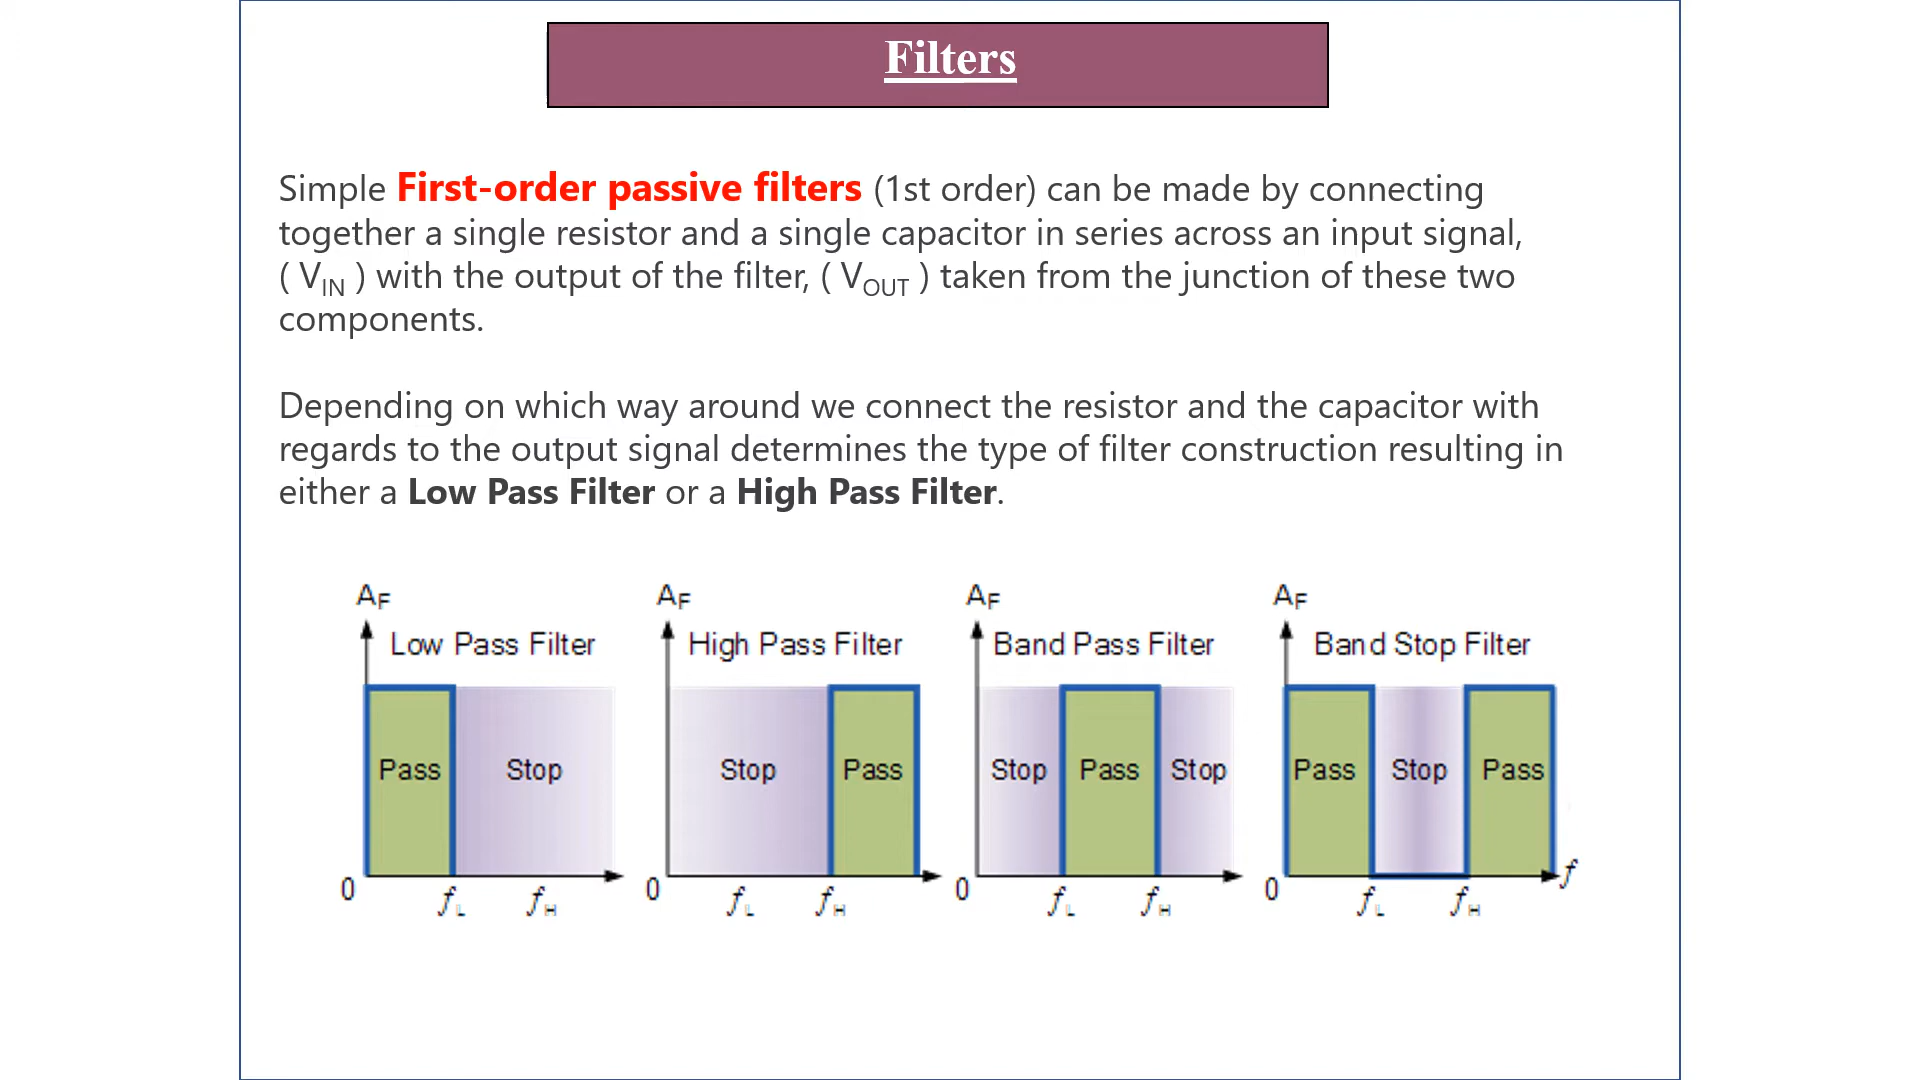 Filters
Simple First-order passive filters (1st order) can be made by connecting
together a single resistor and a single capacitor in series across an input signal,
( VIN ) with the output of the filter, ( VOUT ) taken from the junction of these two
components.
Depending on which way around we connect the resistor and the capacitor with
regards to the output signal determines the type of filter construction resulting in
either a Low Pass Filter or a High Pass Filter.
AF AF AF AF
Low Pass Filter High Pass Filter Band Pass Filter Band Stop Filter
Pass Stop Stop Pass Stop Pass Stop Pass Stop Pass
0 fL fH 0 fL fH 0 fL fH 0 fL fH f